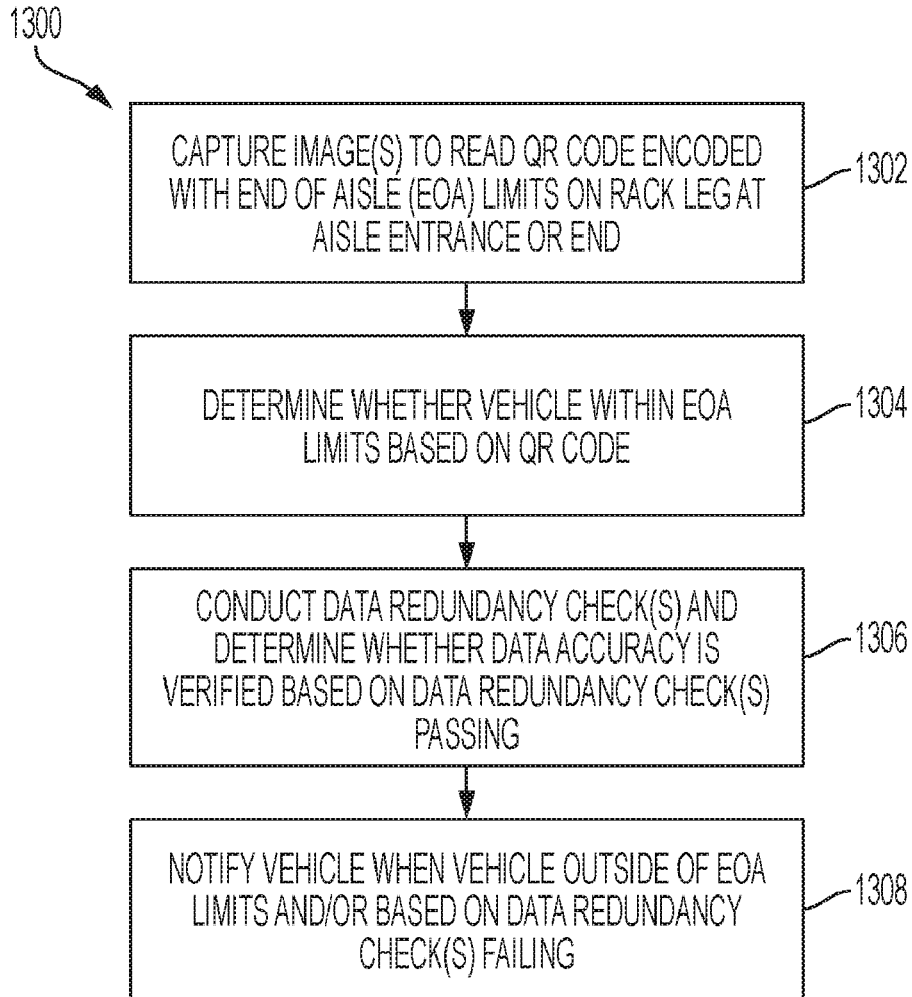 1300
CAPTURE IMAGE(S) TO READ QR CODE ENCODED
WITH END OF AISLE (EOA) LIMITS ON RACK LEG AT
AISLE ENTRANCE OR END
1302
DETERMINE WHETHER VEHICLE WITHIN EOA
LIMITS BASED ON QR CODE
1304
CONDUCT DATA REDUNDANCY CHECK(S) AND
DETERMINE WHETHER DATA ACCURACY IS
VERIFIED BASED ON DATA REDUNDANCY CHECK(S)
PASSING
1306
NOTIFY VEHICLE WHEN VEHICLE OUTSIDE OF EOA
LIMITS AND/OR BASED ON DATA REDUNDANCY
CHECK(S) FAILING
1308